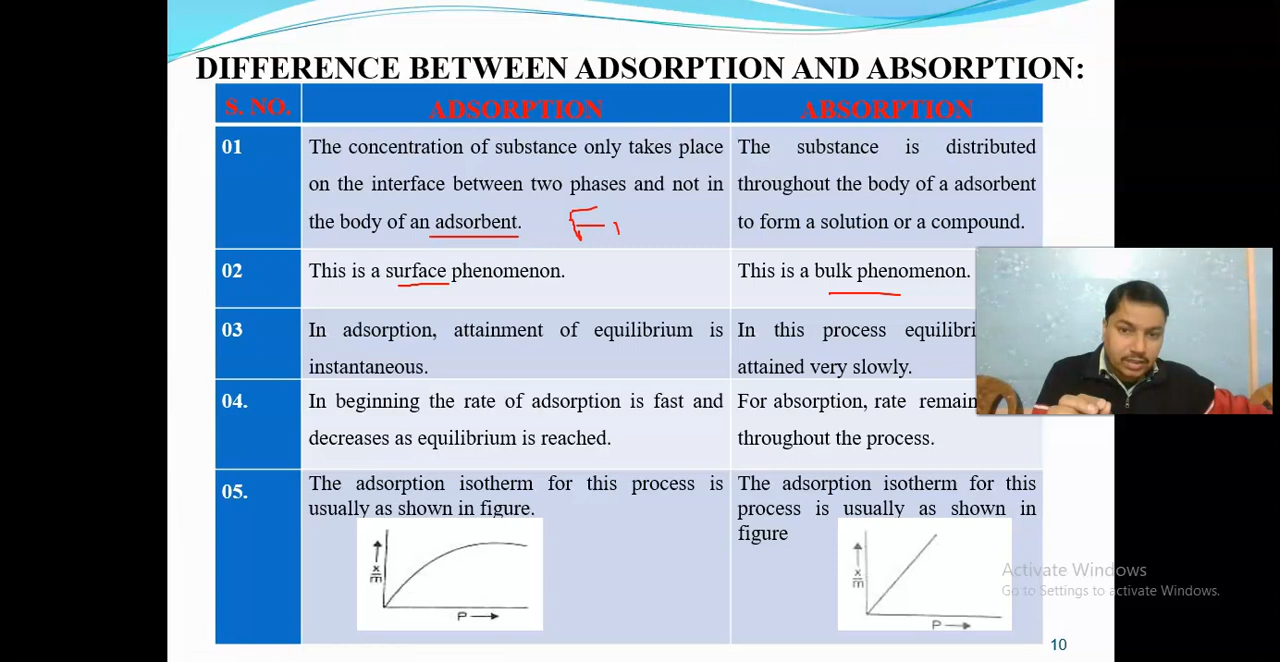 DIFFERENCE BETWEEN ADSORPTION AND ABSORPTION:
S. NO. ADSORPTION ABSORPTION
01
The concentration of substance only takes place
on the interface between two phases and not in
the body of an adsorbent.
The substance is distributed
throughout the body of a adsorbent
to form a solution or a compound.
02
This is a surface phenomenon.
This is a bulk phenomenon.
03
In adsorption, attainment of equilibrium is
instantaneous.
In this process
attained very slowly.
04.
In beginning the rate of adsorption is fast and
decreases as equilibrium is reached.
For absorption, rate
throughout the process.
05.
The adsorption isotherm for this process is
usually as shown in figure.
x
m
P
The adsorption isotherm for this
process is usually as shown in
figure
x
m
P
Activate Windows
Go to Settings to activate Windows.
10